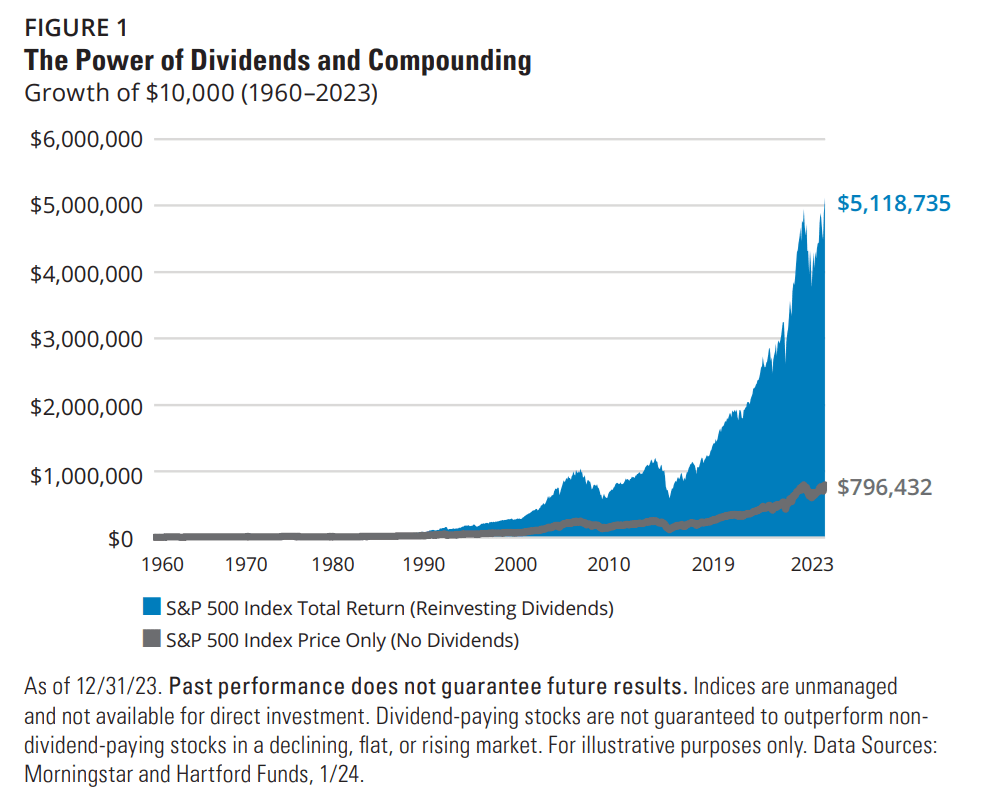 FIGURE 1
The Power of Dividends and Compounding
Growth of $10,000 (1960–2023)
$6,000,000
$5,000,000
$5,118,735
$4,000,000
$3,000,000
$2,000,000
$1,000,000
$796,432
$0
1960 1970 1980 1990 2000 2010 2019 2023
S&P 500 Index Total Return (Reinvesting Dividends)
S&P 500 Index Price Only (No Dividends)
As of 12/31/23. Past performance does not guarantee future results. Indices are unmanaged
and not available for direct investment. Dividend-paying stocks are not guaranteed to outperform non-
dividend-paying stocks in a declining, flat, or rising market. For illustrative purposes only. Data Sources:
Morningstar and Hartford Funds, 1/24.